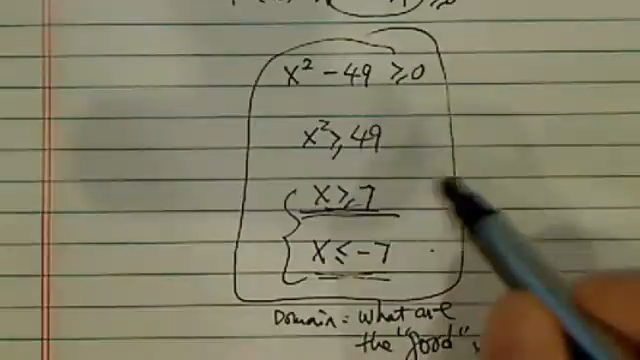 x² - 49 ≥ 0
x² ≥ 49
x ≥ 7
x ≤ -7
Domain: what are
the "good"